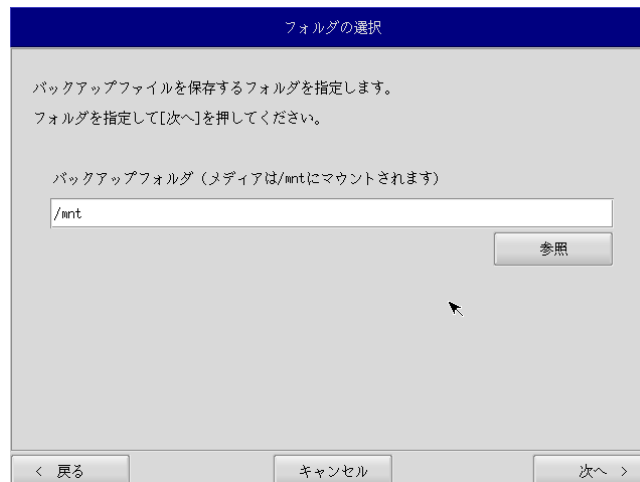 フォルダの選択
バックアップファイルを保存するフォルダを指定します。
フォルダを指定して[次へ]を押してください。
バックアップフォルダ（メディアは/mntにマウントされます）
/mnt
参照
< 戻る
キャンセル
次へ >